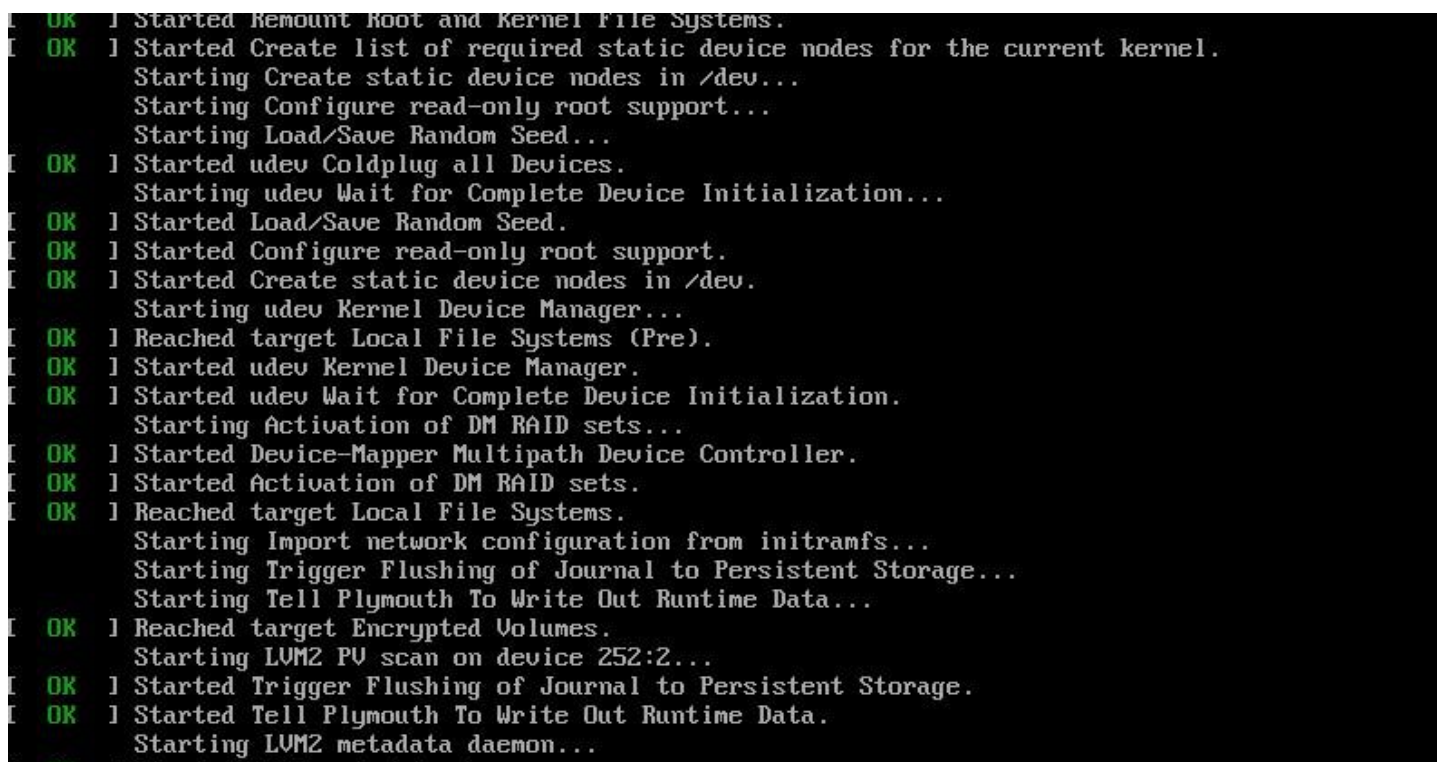 [  OK  ] Started Remount Root and Kernel File Systems.
[  OK  ] Started Create list of required static device nodes for the current kernel.
Starting Create static device nodes in /dev...
Starting Configure read-only root support...
Starting Load/Save Random Seed...
[  OK  ] Started udev Coldplug all Devices.
Starting udev Wait for Complete Device Initialization...
[  OK  ] Started Load/Save Random Seed.
[  OK  ] Started Configure read-only root support.
[  OK  ] Started Create static device nodes in /dev.
Starting udev Kernel Device Manager...
[  OK  ] Reached target Local File Systems (Pre).
[  OK  ] Started udev Kernel Device Manager.
[  OK  ] Started udev Wait for Complete Device Initialization.
Starting Activation of DM RAID sets...
[  OK  ] Started Device-Mapper Multipath Device Controller.
[  OK  ] Started Activation of DM RAID sets.
[  OK  ] Reached target Local File Systems.
Starting Import network configuration from initramfs...
Starting Trigger Flushing of Journal to Persistent Storage...
Starting Tell Plymouth To Write Out Runtime Data...
[  OK  ] Reached target Encrypted Volumes.
Starting LVM2 PV scan on device 252:2...
[  OK  ] Started Trigger Flushing of Journal to Persistent Storage.
[  OK  ] Started Tell Plymouth To Write Out Runtime Data.
Starting LVM2 metadata daemon...